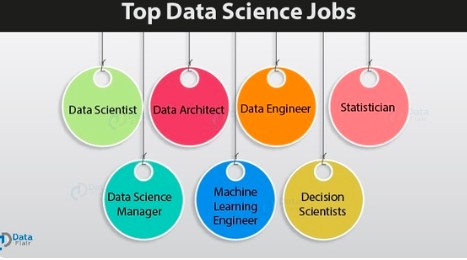 Top Data Science Jobs
Data Scientist
Data Architect
Data Engineer
Statistician
Data Science
Manager
Machine
Learning
Engineer
Decision
Scientists
Data
Flair